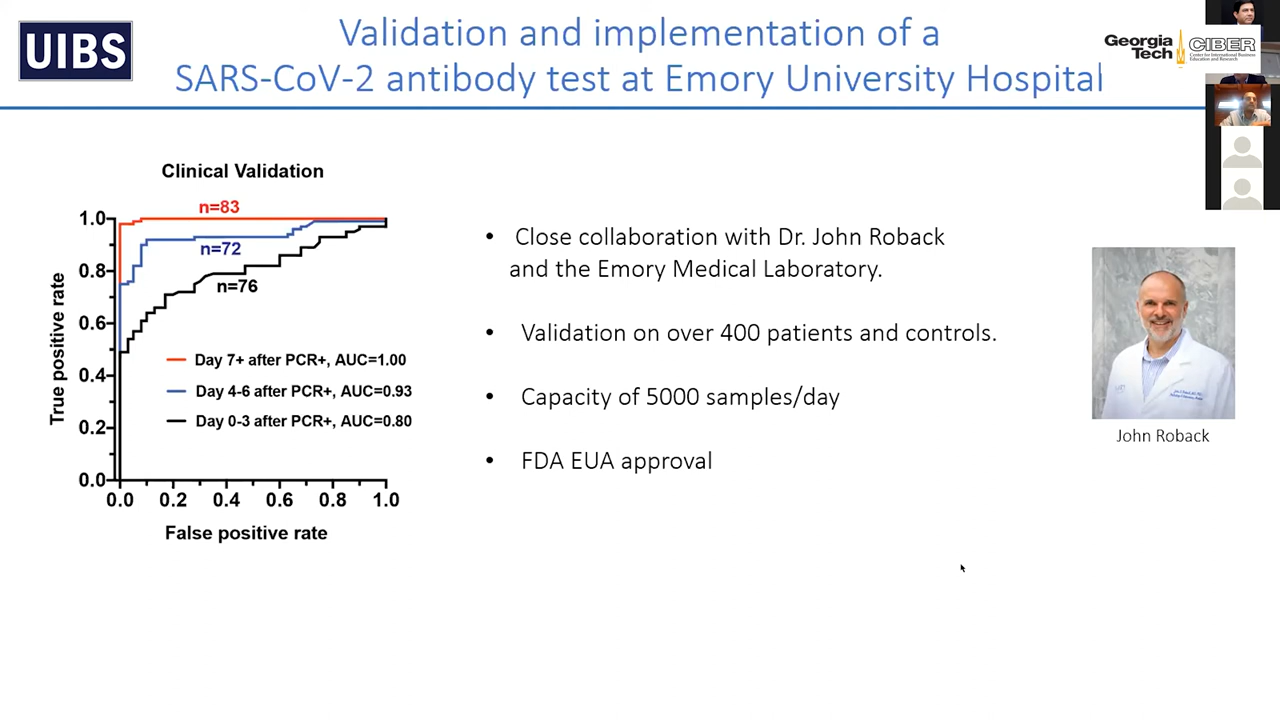 UIBS
Validation and implementation of a
SARS-CoV-2 antibody test at Emory University Hospital
Georgia
Tech
CIBER
Center for International Business
Education and Research
Clinical Validation
n=83
n=72
n=76
1.0
0.8
0.6
0.4
0.2
0.0
True positive rate
Day 7+ after PCR+, AUC=1.00
Day 4-6 after PCR+, AUC=0.93
Day 0-3 after PCR+, AUC=0.80
0.0 0.2 0.4 0.6 0.8 1.0
False positive rate
• Close collaboration with Dr. John Roback
and the Emory Medical Laboratory.
• Validation on over 400 patients and controls.
• Capacity of 5000 samples/day
• FDA EUA approval
John Roback